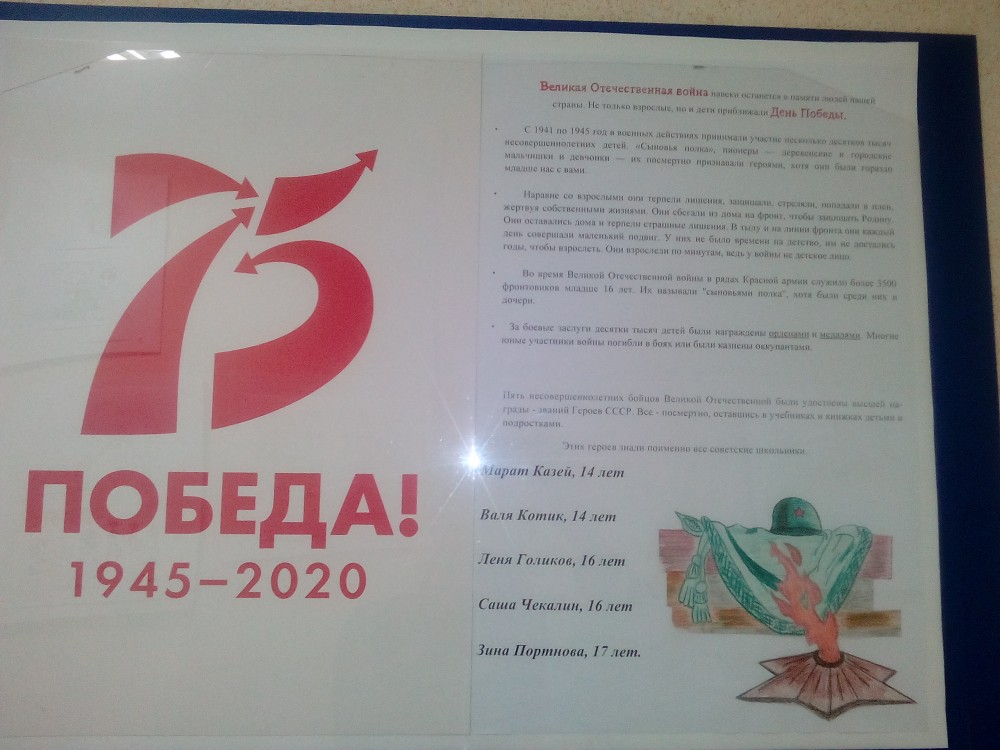 75
ПОБЕДА!
1945–2020
Великая Отечественная война навеки останется в памяти людей нашей
страны. Не только взрослые, но и дети приближали День Победы.
• С 1941 по 1945 год в военных действиях принимали участие несколько десятков тысяч
несовершеннолетних детей. «Сыновья полка», пионеры — деревенские и городские
мальчишки и девчонки — их посмертно признавали героями, хотя они были гораздо
младше нас с вами.
• Наравне со взрослыми они терпели лишения, защищали, стреляли, попадали в плен,
жертвуя собственными жизнями. Они сбегали из дома на фронт, чтобы защищать Родину.
Они оставались дома и терпели страшные лишения. В тылу и на линии фронта они каждый
день совершали маленький подвиг. У них не было времени на детство, им не достались
годы, чтобы взрослеть. Они взрослели по минутам, ведь у войны не детское лицо.
• Во время Великой Отечественной войны в рядах Красной армии служило более 3500
фронтовиков младше 16 лет. Их называли "сыновьями полка", хотя были среди них и
дочери.
• За боевые заслуги десятки тысяч детей были награждены орденами и медалями. Многие
юные участники войны погибли в боях или были казнены оккупантами.
Пять несовершеннолетних бойцов Великой Отечественной были удостоены высшей на-
грады - званий Героев СССР. Все - посмертно, оставшись в учебниках и книжках детьми и
подростками.
Этих героев знали поименно все советские школьники.
Марат Казей, 14 лет
Валя Котик, 14 лет
Леня Голиков, 16 лет
Саша Чекалин, 16 лет
Зина Портнова, 17 лет.